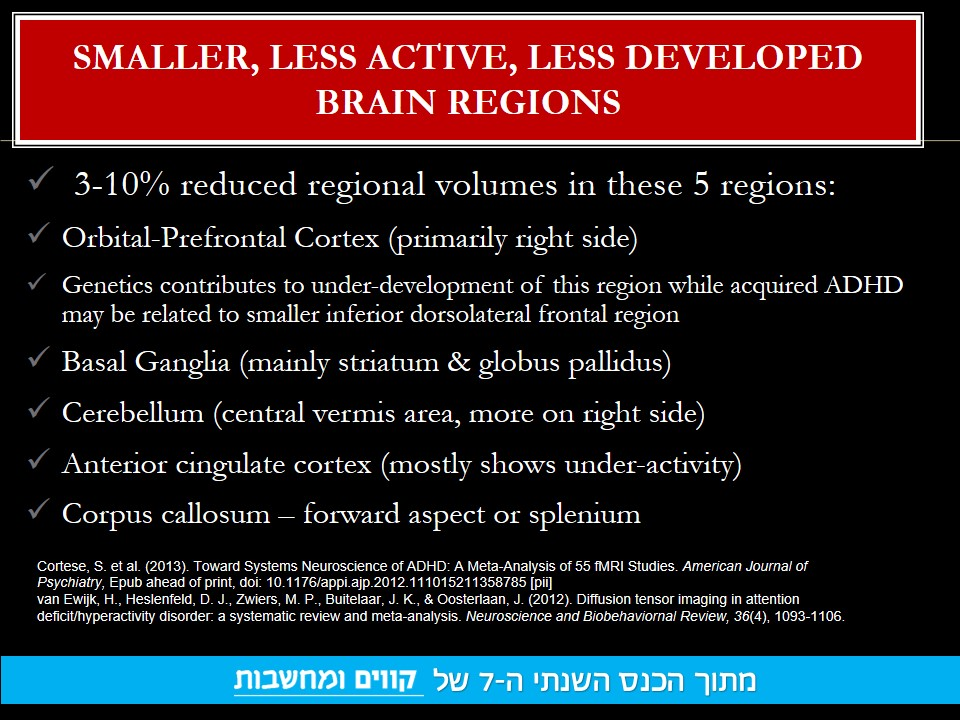 SMALLER, LESS ACTIVE, LESS DEVELOPED
BRAIN REGIONS
3-10% reduced regional volumes in these 5 regions:
Orbital-Prefrontal Cortex (primarily right side)
Genetics contributes to under-development of this region while acquired ADHD
may be related to smaller inferior dorsolateral frontal region
Basal Ganglia (mainly striatum & globus pallidus)
Cerebellum (central vermis area, more on right side)
Anterior cingulate cortex (mostly shows under-activity)
Corpus callosum – forward aspect or splenium
Cortese, S. et al. (2013). Toward Systems Neuroscience of ADHD: A Meta-Analysis of 55 fMRI Studies. American Journal of
Psychiatry, Epub ahead of print, doi: 10.1176/appi.ajp.2012.111015211358785 [pii]
van Ewijk, H., Heslenfeld, D. J., Zwiers, M. P., Buitelaar, J. K., & Oosterlaan, J. (2012). Diffusion tensor imaging in attention
deficit/hyperactivity disorder: a systematic review and meta-analysis. Neuroscience and Biobehaviornal Review, 36(4), 1093-1106.
מתוך הכנס השנתי ה-7 של קווים ומחשבות